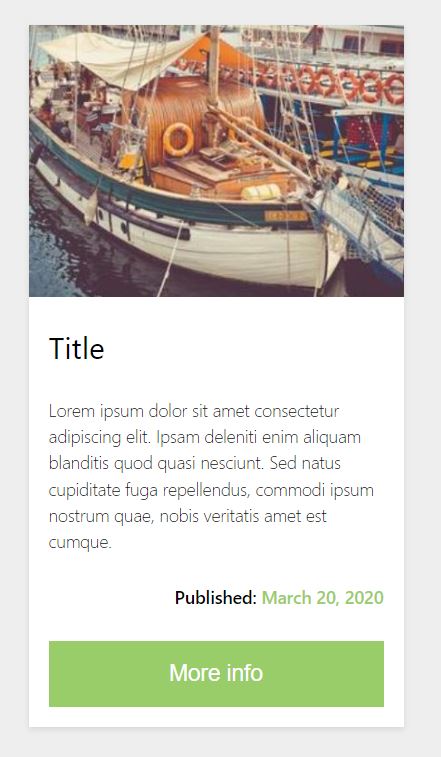 Title
Lorem ipsum dolor sit amet consectetur
adipiscing elit. Ipsam deleniti enim aliquam
blanditis quod quasi nesciunt. Sed natus
cupiditate fuga repellendus, commodi ipsum
nostrum quae, nobis veritatis amet est
cumque.
Published: March 20, 2020
More info